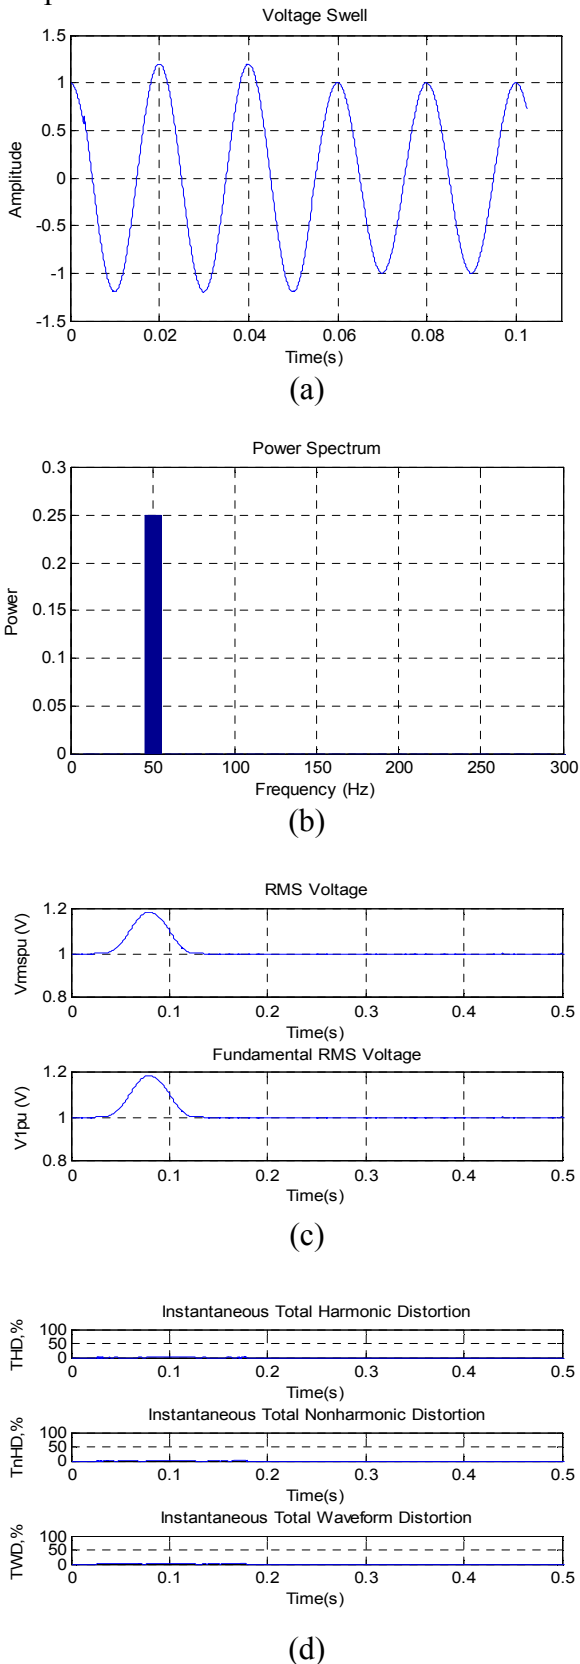 Voltage Swell
1.5
1
0.5
0
-0.5
-1
-1.5
Amplitude
0 0.02 0.04 0.06 0.08 0.1
Time(s)
(a)
Power Spectrum
0.3
0.25
0.2
0.15
0.1
0.05
0
Power
0 50 100 150 200 250 300
Frequency (Hz)
(b)
RMS Voltage
1.2
1
0.8
Vrmspu (V)
0 0.1 0.2 0.3 0.4 0.5
Time(s)
Fundamental RMS Voltage
1.2
1
0.8
V1pu (V)
0 0.1 0.2 0.3 0.4 0.5
Time(s)
(c)
Instantaneous Total Harmonic Distortion
100
50
0
THD,%
0 0.1 0.2 0.3 0.4 0.5
Time(s)
Instantaneous Total Nonharmonic Distortion
100
50
0
TnHD,%
0 0.1 0.2 0.3 0.4 0.5
Time(s)
Instantaneous Total Waveform Distortion
100
50
0
TWD,%
0 0.1 0.2 0.3 0.4 0.5
Time(s)
(d)